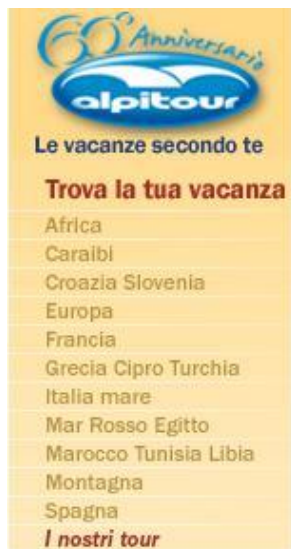 60° Anniversario
alpitour
Le vacanze secondo te
Trova la tua vacanza
Africa
Caraibi
Croazia Slovenia
Europa
Francia
Grecia Cipro Turchia
Italia mare
Mar Rosso Egitto
Marocco Tunisia Libia
Montagna
Spagna
I nostri tour